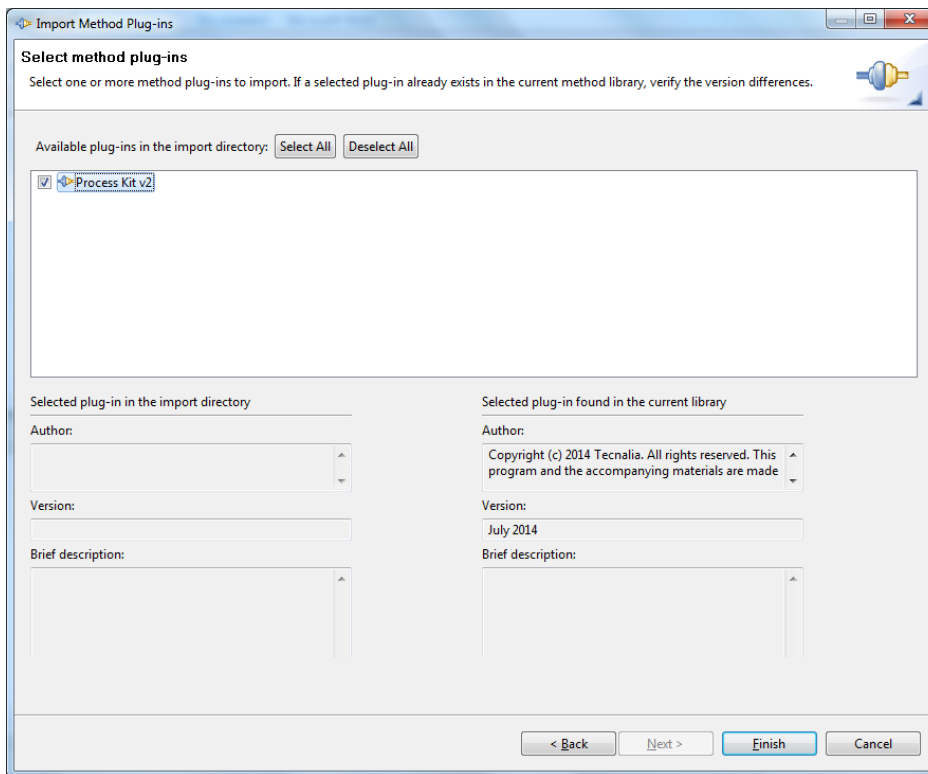 Import Method Plug-ins
Select method plug-ins
Select one or more method plug-ins to import. If a selected plug-in already exists in the current method library, verify the version differences.
Available plug-ins in the import directory: Select All Deselect All
Process Kit v2
Selected plug-in in the import directory
Author:
Version:
Brief description:
Selected plug-in found in the current library
Author:
Copyright (c) 2014 Tecnalia. All rights reserved. This
program and the accompanying materials are made
Version:
July 2014
Brief description:
< Back Next > Finish Cancel